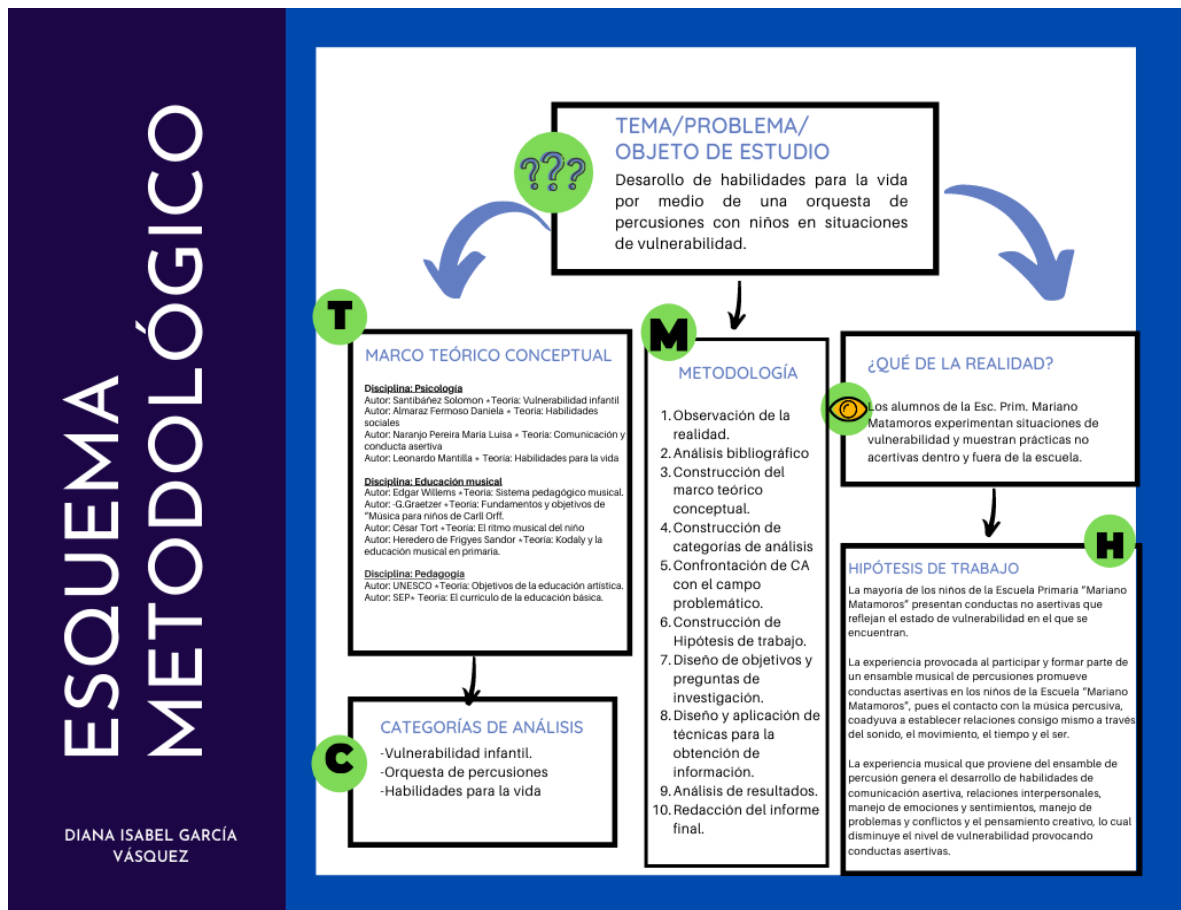 ESQUEMA
METODOLÓGICO
DIANA ISABEL GARCÍA
VÁSQUEZ
???
TEMA/PROBLEMA/
OBJETO DE ESTUDIO
Desarollo de habilidades para la vida
por medio de una orquesta de
percusiones con niños en situaciones
de vulnerabilidad.
T
MARCO TEÓRICO CONCEPTUAL
Disciplina: Psicología
Autor: Santibáñez Solomon *Teoría: Vulnerabilidad infantil
Autor: Almaraz Fermoso Daniela * Teoría: Habilidades
sociales
Autor: Naranjo Pereira Maria Luisa * Teoría: Comunicación y
conducta asertiva
Autor: Leonardo Mantilla * Teoría: Habilidades para la vida
Disciplina: Educación musical
Autor: Edgar Willems *Teoría: Sistema pedagógico musical.
Autor: -G.Graetzer *Teoría: Fundamentos y objetivos de
"Música para niños de Carll Orff.
Autor: César Tort *Teoría: El ritmo musical del niño
Autor: Heredero de Frigyes Sandor *Teoría: Kodaly y la
educación musical en primaria.
Disciplina: Pedagogía
Autor: UNESCO *Teoría: Objetivos de la educación artística.
Autor: SEP* Teoría: El currículo de la educación básica.
C
CATEGORÍAS DE ANÁLISIS
-Vulnerabilidad infantil.
-Orquesta de percusiones
-Habilidades para la vida
M
METODOLOGÍA
1. Observación de la
realidad.
2. Análisis bibliográfico
3. Construcción del
marco teórico
conceptual.
4. Construcción de
categorías de análisis
5. Confrontación de CA
con el campo
problemático.
6. Construcción de
Hipótesis de trabajo.
7. Diseño de objetivos y
preguntas de
investigación.
8. Diseño y aplicación de
técnicas para la
obtención de
información.
9. Análisis de resultados.
10. Redacción del informe
final.
¿QUÉ DE LA REALIDAD?
Los alumnos de la Esc. Prim. Mariano
Matamoros experimentan situaciones de
vulnerabilidad y muestran prácticas no
asertivas dentro y fuera de la escuela.
H
HIPÓTESIS DE TRABAJO
La mayoría de los niños de la Escuela Primaria "Mariano
Matamoros" presentan conductas no asertivas que
reflejan el estado de vulnerabilidad en el que se
encuentran.
La experiencia provocada al participar y formar parte de
un ensamble musical de percusiones promueve
conductas asertivas en los niños de la Escuela "Mariano
Matamoros", pues el contacto con la música percusiva,
coadyuva a establecer relaciones consigo mismo a través
del sonido, el movimiento, el tiempo y el ser.
La experiencia musical que proviene del ensamble de
percusión genera el desarrollo de habilidades de
comunicación asertiva, relaciones interpersonales,
manejo de emociones y sentimientos, manejo de
problemas y conflictos y el pensamiento creativo, lo cual
disminuye el nivel de vulnerabilidad provocando
conductas asertivas.